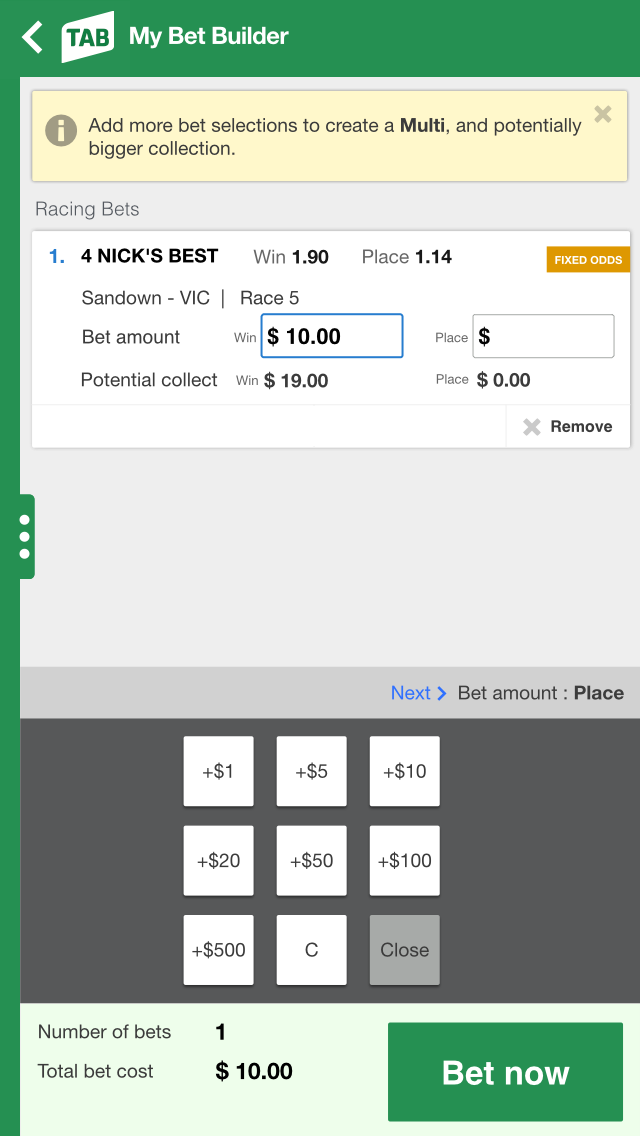 TAB My Bet Builder
Add more bet selections to create a Multi, and potentially
bigger collection.
Racing Bets
1. 4 NICK'S BEST Win 1.90 Place 1.14 FIXED ODDS
Sandown - VIC | Race 5
Bet amount Win $ 10.00 Place $
Potential collect Win $ 19.00 Place $ 0.00
Remove
Next Bet amount : Place
+$1 +$5 +$10
+$20 +$50 +$100
+$500 C Close
Number of bets 1
Total bet cost $ 10.00
Bet now